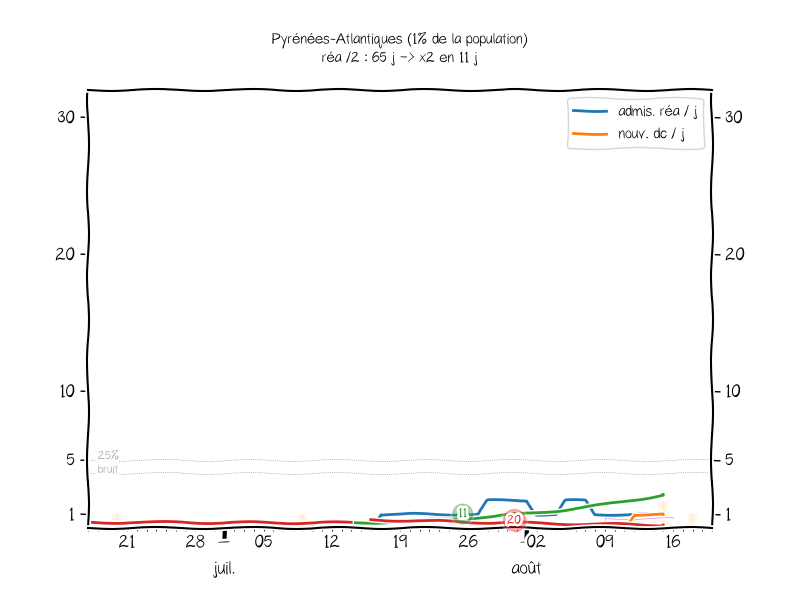 Pyrénées-Atlantiques (1% de la population)
réa /2 : 65 j -> x2 en 11 j
admis. réa / j
nouv. dc / j
30 30
20 20
10 10
5 5
25%
bruit
1 1
11
20
21 28 05 12 19 26 02 09 16
juil. août